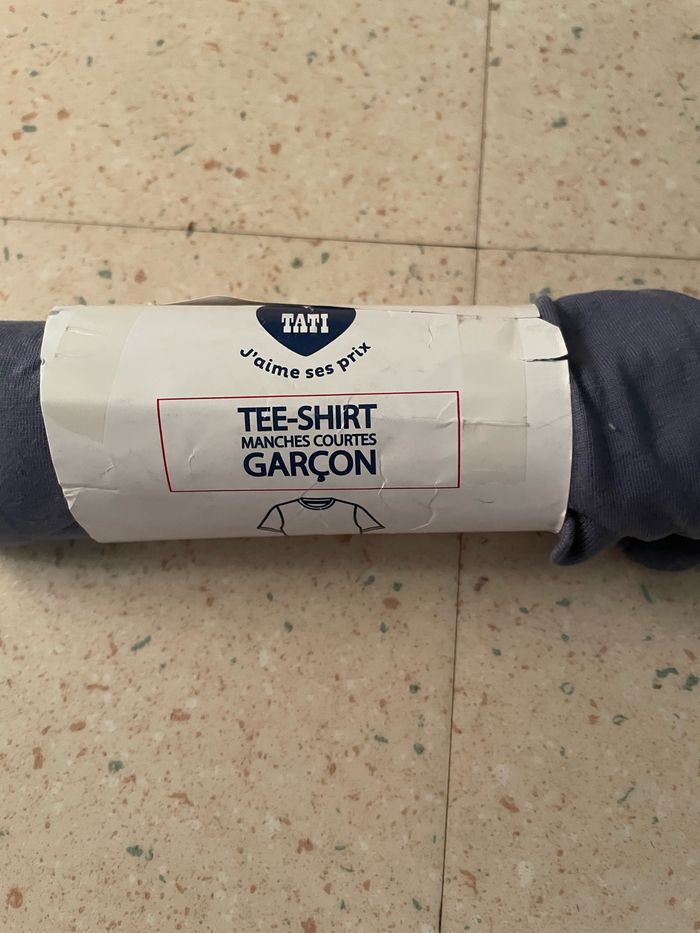 TATI
J'aime ses prix
TEE-SHIRT
MANCHES COURTES
GARÇON